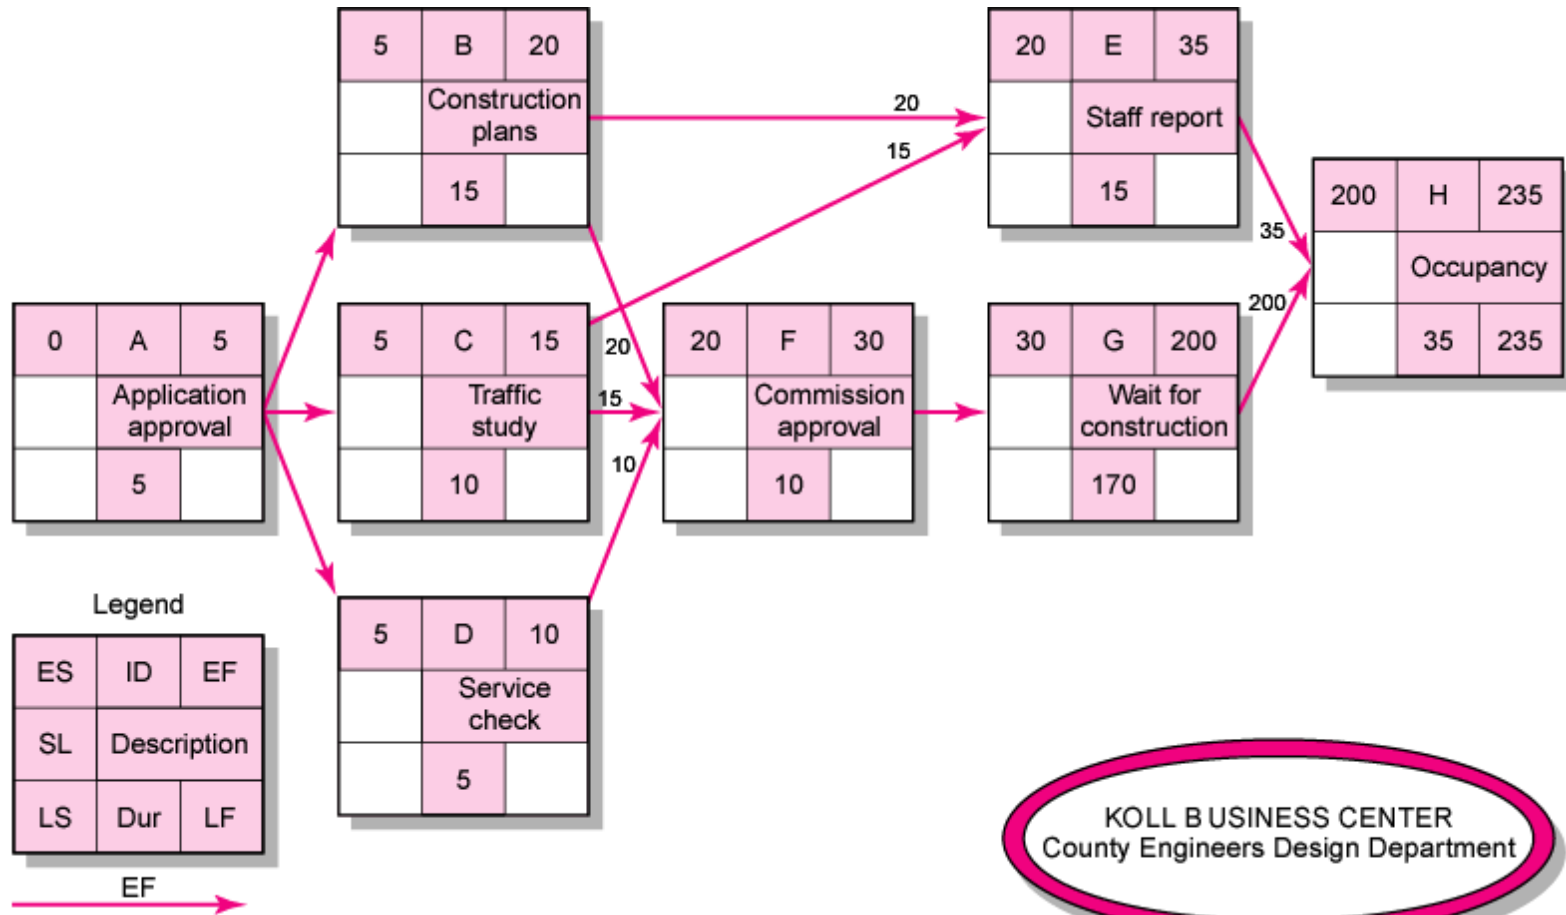 5 B 20
Construction
plans
15
20 E 35
Staff report
15
20
15
200 H 235
Occupancy
35 235
35
200
0 A 5
Application
approval
5
5 C 15
Traffic
study
10
20
15
10
20 F 30
Commission
approval
10
30 G 200
Wait for
construction
170
5 D 10
Service
check
5
Legend
ES ID EF
SL Description
LS Dur LF
EF
KOLL BUSINESS CENTER
County Engineers Design Department